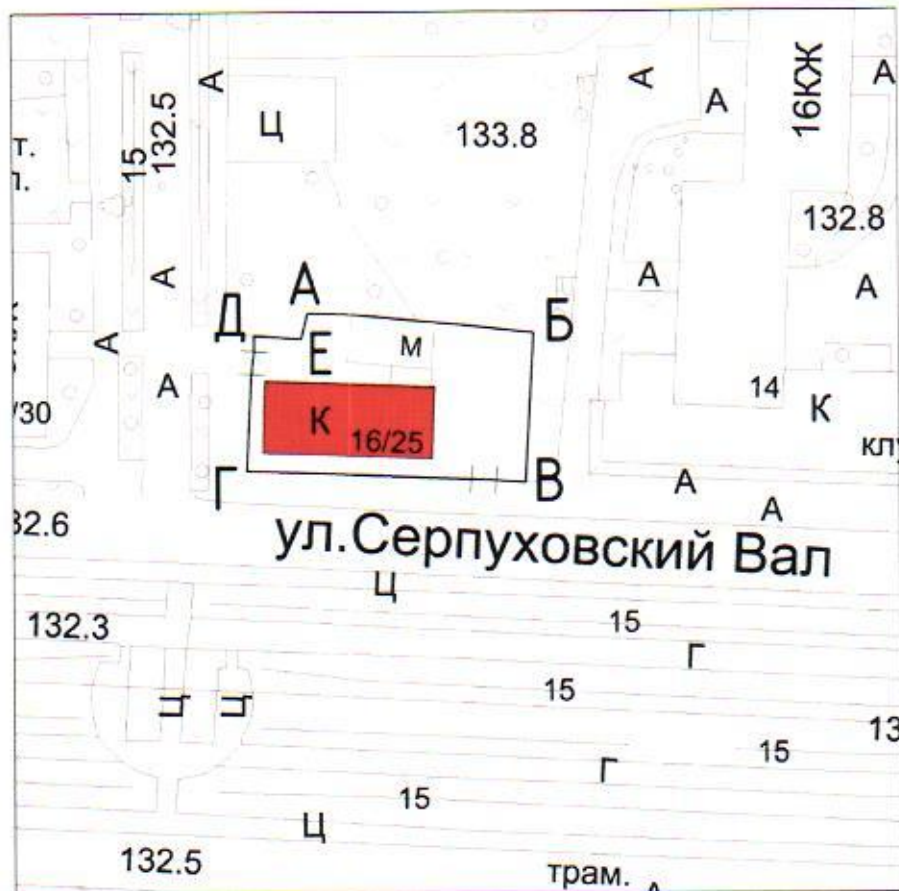 А
132.5
15
Ц
133.8
А
А
16КЖ
А
т.
132.8
А
А
А
Д
А
Б
Е
м
А
А
/30
К
16/25
14
К
клу
Г
В
А
А
32.6
ул.Серпуховский Вал
Ц
132.3
15
Г
15
Ц
Ц
13
15
Г
15
Ц
132.5
трам.